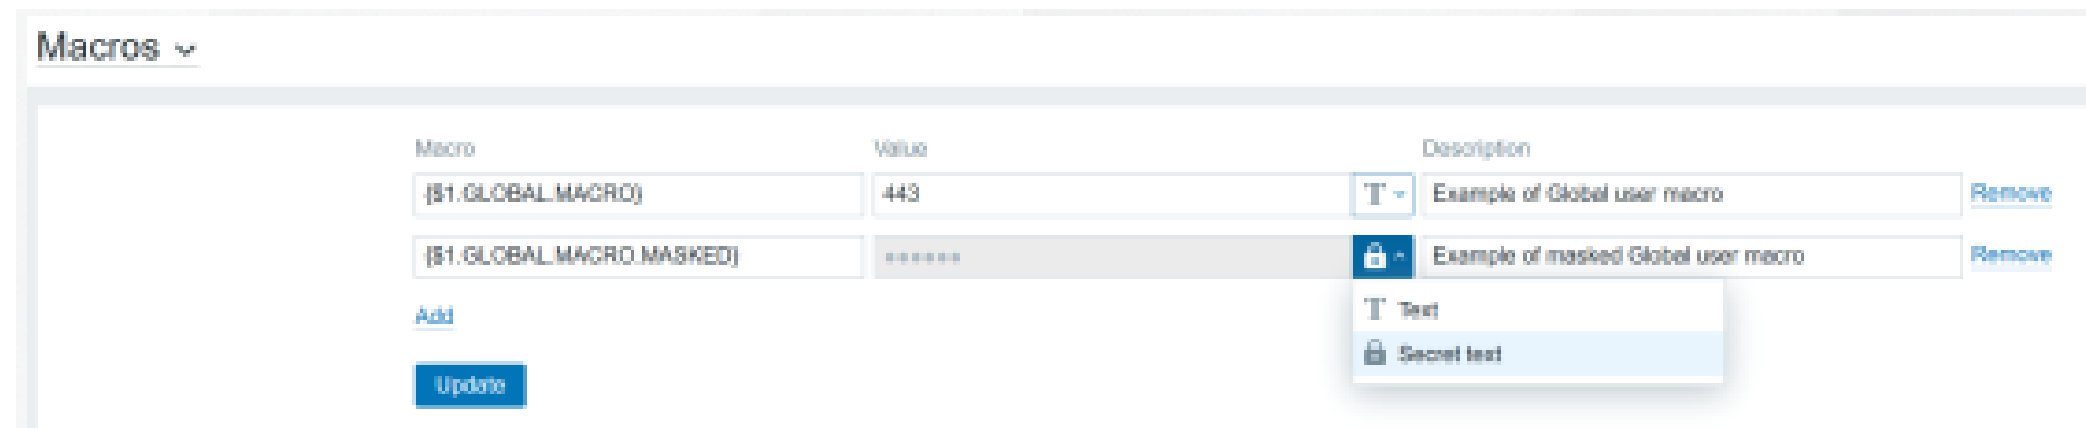 Macros
Macro Value Description
{$1.GLOBAL.MACRO} 443 T Example of Global user macro Remove
{$1.GLOBAL.MACRO.MASKED} ****** Example of masked Global user macro Remove
Add T Text
Secret text
Update